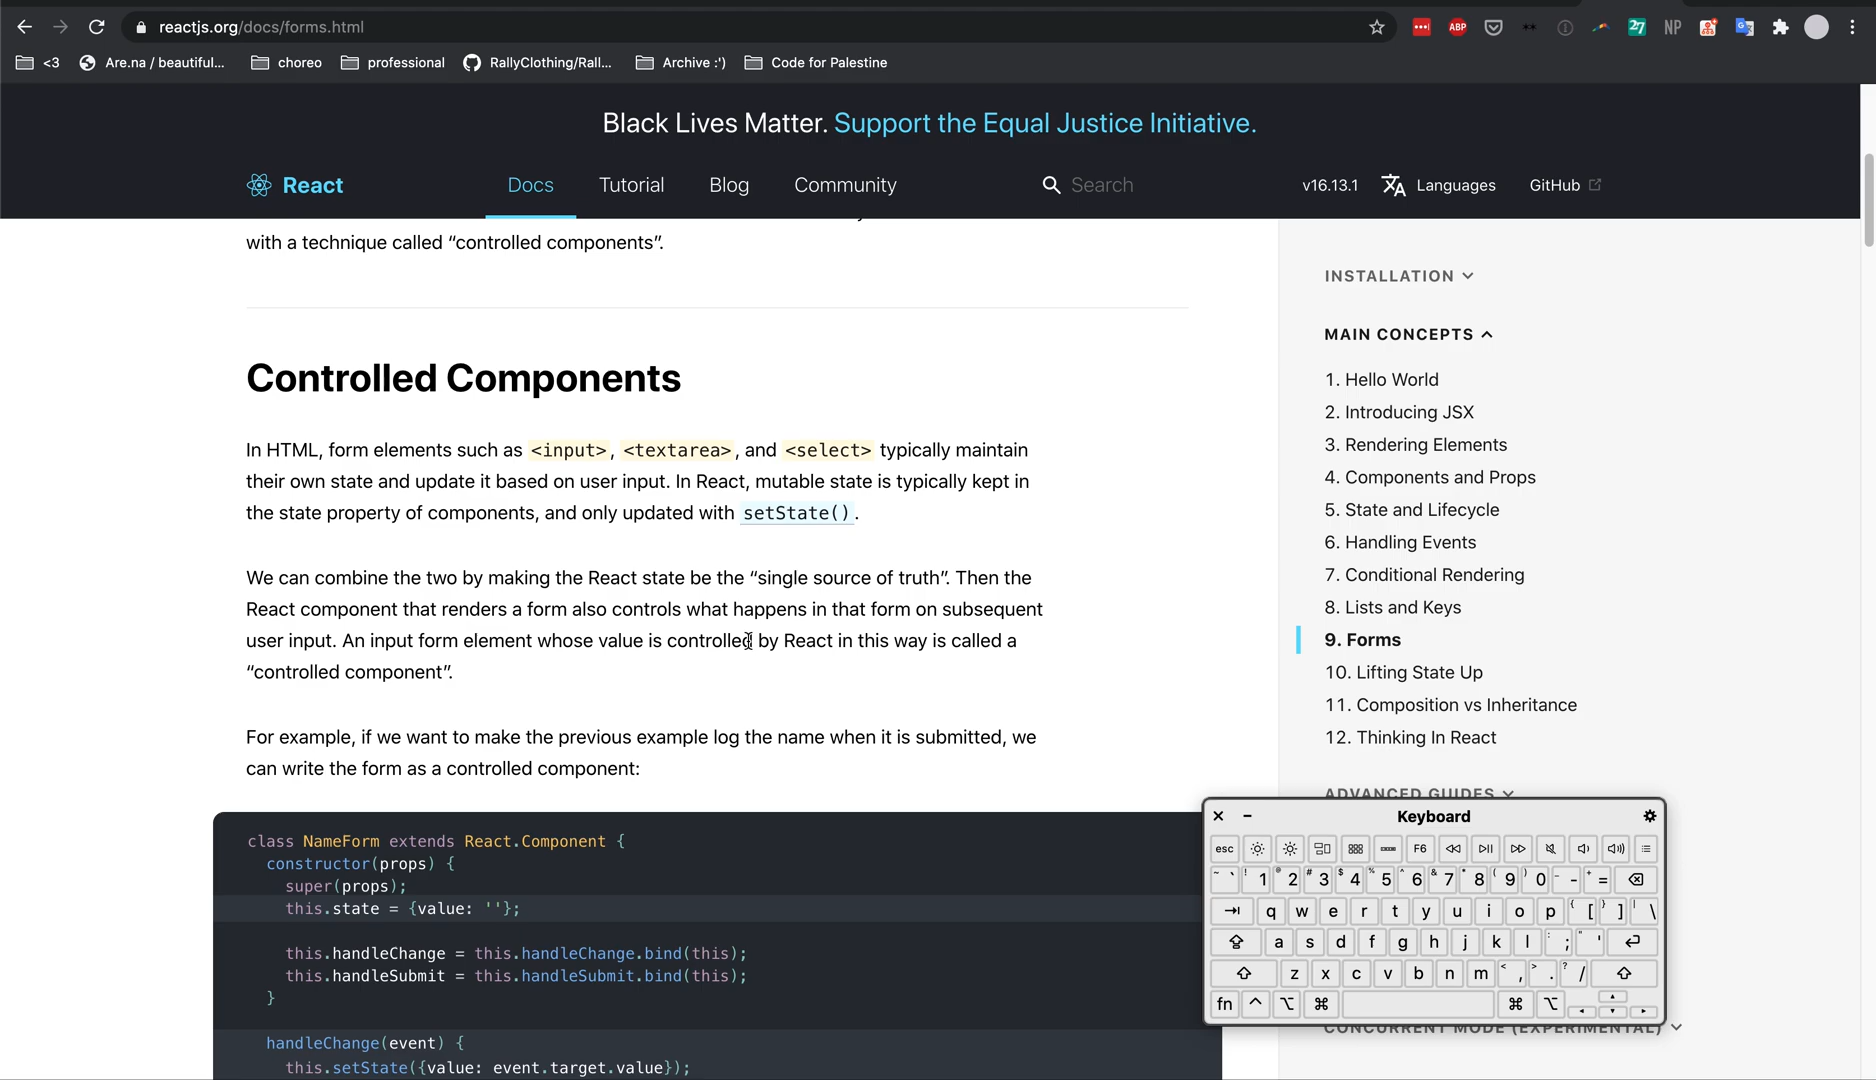 reactjs.org/docs/forms.html
ABP
27
NP
<3
Are.na / beautiful...
choreo
professional
RallyClothing/Rall...
Archive :')
Code for Palestine
Black Lives Matter. Support the Equal Justice Initiative.
React
Docs
Tutorial
Blog
Community
Search
v16.13.1
Languages
GitHub
with a technique called “controlled components”.
Controlled Components
In HTML, form elements such as <input>, <textarea>, and <select> typically maintain
their own state and update it based on user input. In React, mutable state is typically kept in
the state property of components, and only updated with setState().
We can combine the two by making the React state be the “single source of truth”. Then the
React component that renders a form also controls what happens in that form on subsequent
user input. An input form element whose value is controlled by React in this way is called a
“controlled component”.
For example, if we want to make the previous example log the name when it is submitted, we
can write the form as a controlled component:
class NameForm extends React.Component {
constructor(props) {
super(props);
this.state = {value: ''};
this.handleChange = this.handleChange.bind(this);
this.handleSubmit = this.handleSubmit.bind(this);
}
handleChange(event) {
this.setState({value: event.target.value});
INSTALLATION
MAIN CONCEPTS
1. Hello World
2. Introducing JSX
3. Rendering Elements
4. Components and Props
5. State and Lifecycle
6. Handling Events
7. Conditional Rendering
8. Lists and Keys
9. Forms
10. Lifting State Up
11. Composition vs Inheritance
12. Thinking In React
ADVANCED GUIDES
Keyboard
esc F6
~ ` ! 1 @ 2 # 3 $ 4 % 5 ^ 6 & 7 * 8 ( 9 ) 0 _ - + =
q w e r t y u i o p { [ } ] | \
a s d f g h j k l : ; " '
z x c v b n m < , > . ? /
fn ^ ⌥ ⌘ ⌘ ⌥
CONCURRENT MODE (EXPERIMENTAL)